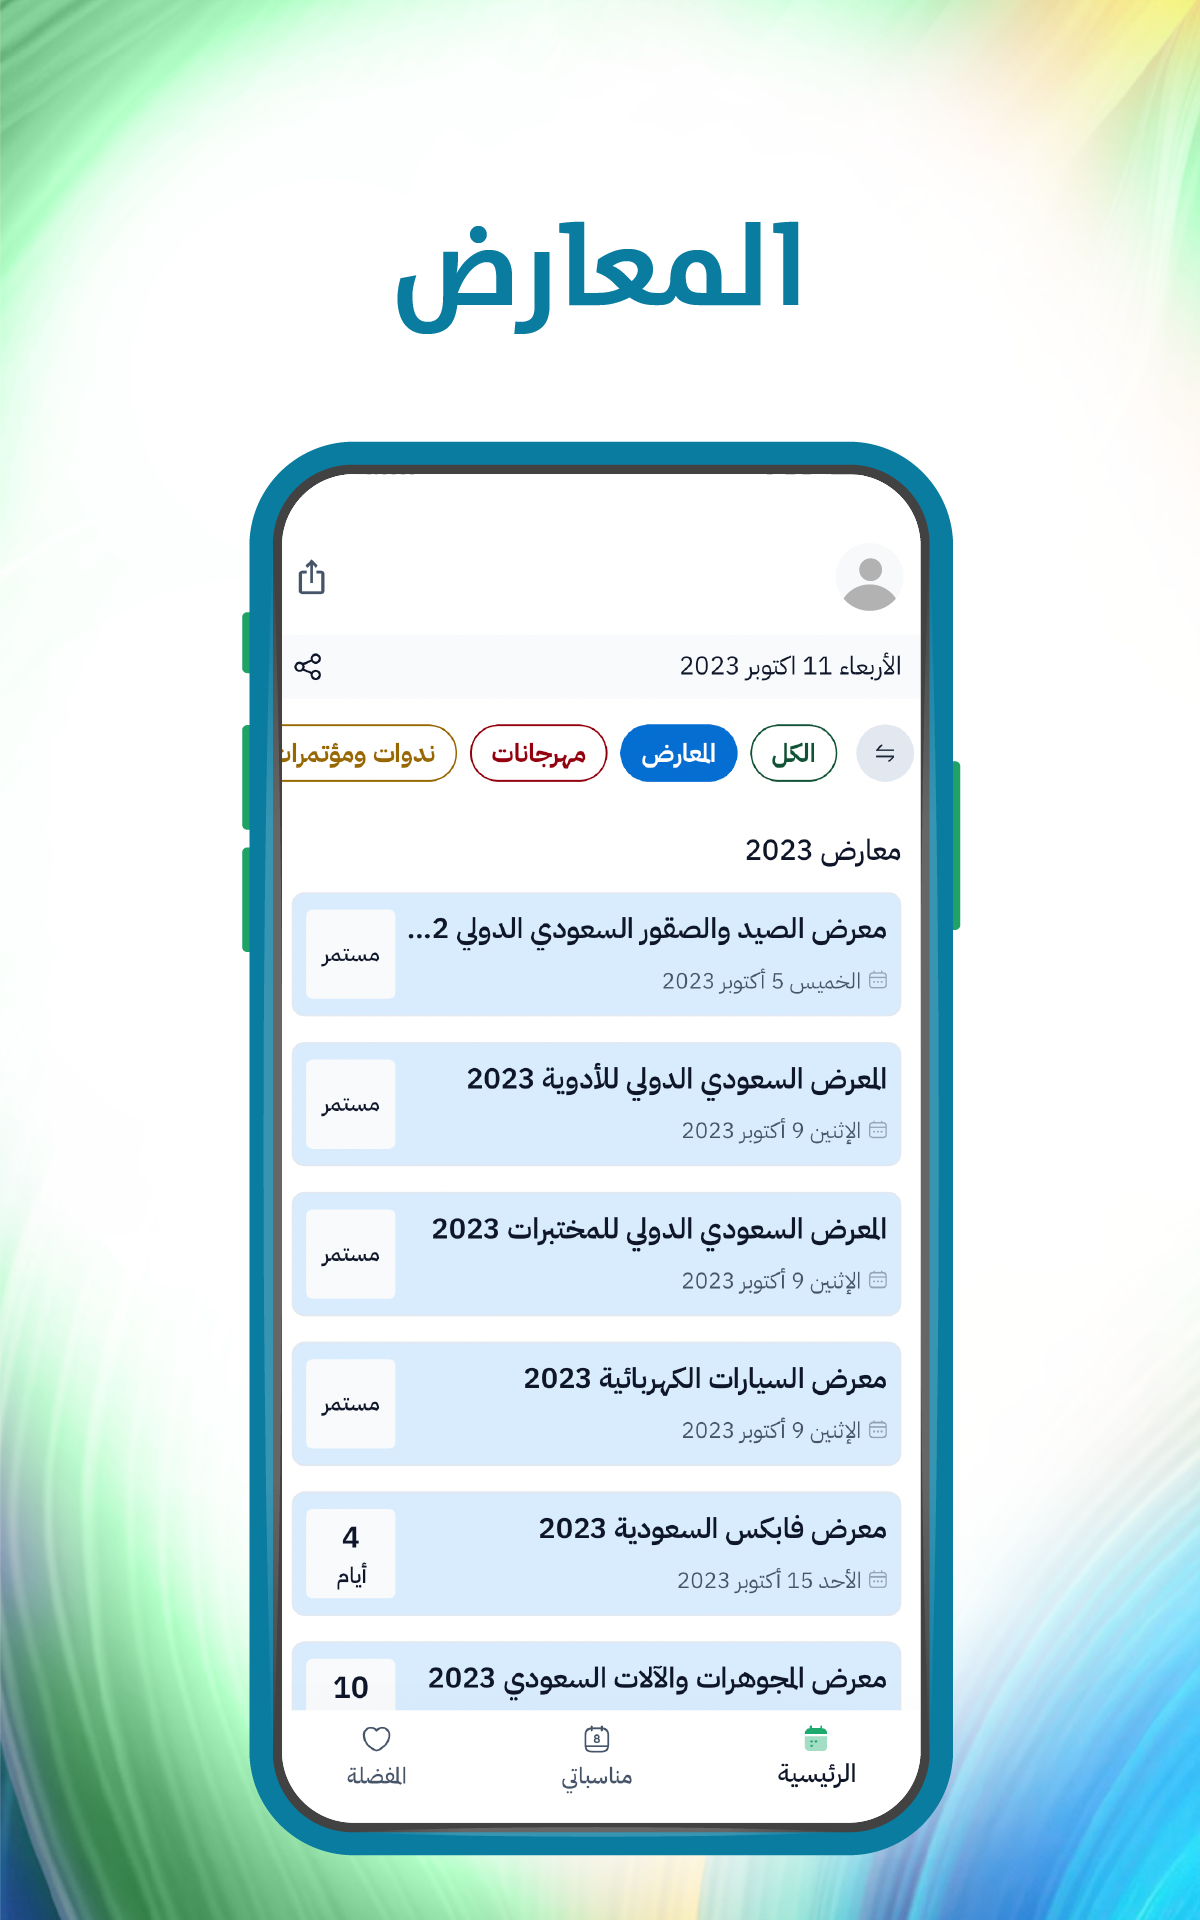 المعارض
الأربعاء 11 اكتوبر 2023
الكل
المعارض
مهرجانات
ندوات ومؤتمرات
معارض 2023
معرض الصيد والصقور السعودي الدولي 2...
الخميس 5 أكتوبر 2023
مستمر
المعرض السعودي الدولي للأدوية 2023
الإثنين 9 أكتوبر 2023
مستمر
المعرض السعودي الدولي للمختبرات 2023
الإثنين 9 أكتوبر 2023
مستمر
معرض السيارات الكهربائية 2023
الإثنين 9 أكتوبر 2023
مستمر
معرض فابكس السعودية 2023
الأحد 15 أكتوبر 2023
4
أيام
معرض المجوهرات والآلات السعودي 2023
10
الرئيسية
8
مناسباتي
المفضلة